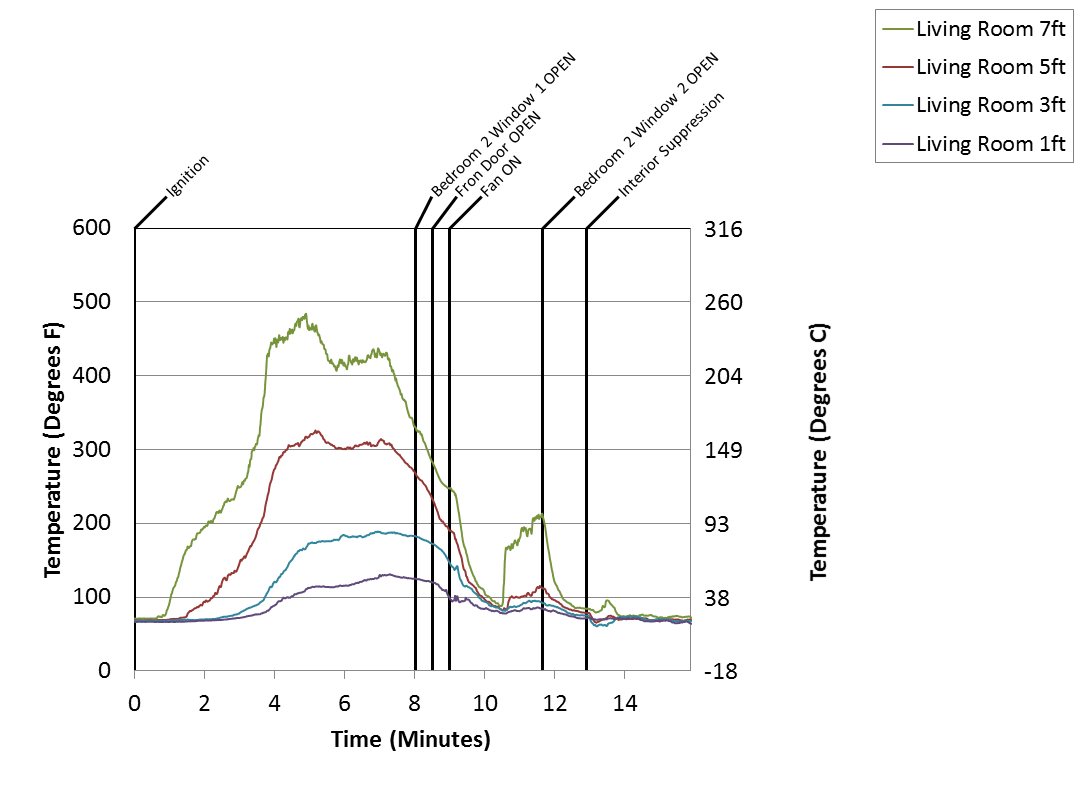 Living Room 7ft
Living Room 5ft
Living Room 3ft
Living Room 1ft
Ignition
Bedroom 2 Window 1 OPEN
Fron Door OPEN
Fan ON
Bedroom 2 Window 2 OPEN
Interior Suppression
600
500
400
300
200
100
0
Temperature (Degrees F)
316
260
204
149
93
38
-18
Temperature (Degrees C)
0 2 4 6 8 10 12 14
Time (Minutes)